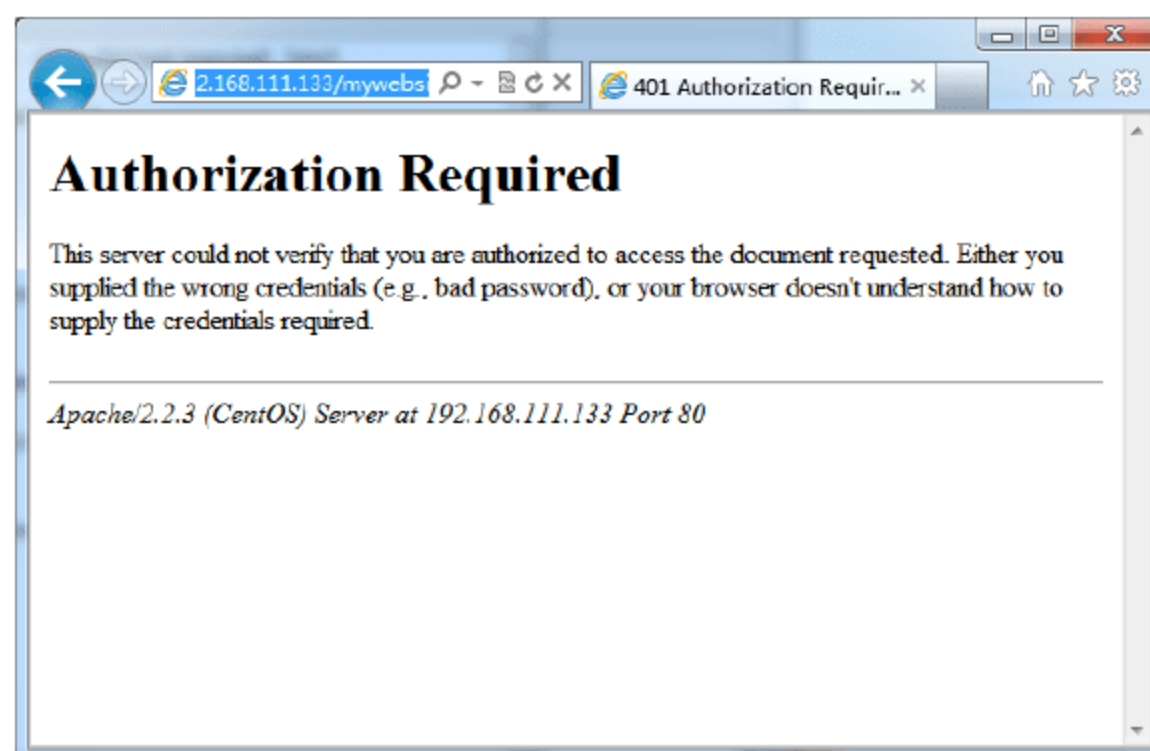 2.168.111.133/mywebsi
401 Authorization Requir...
Authorization Required
This server could not verify that you are authorized to access the document requested. Either you
supplied the wrong credentials (e.g., bad password), or your browser doesn't understand how to
supply the credentials required.
Apache/2.2.3 (CentOS) Server at 192.168.111.133 Port 80